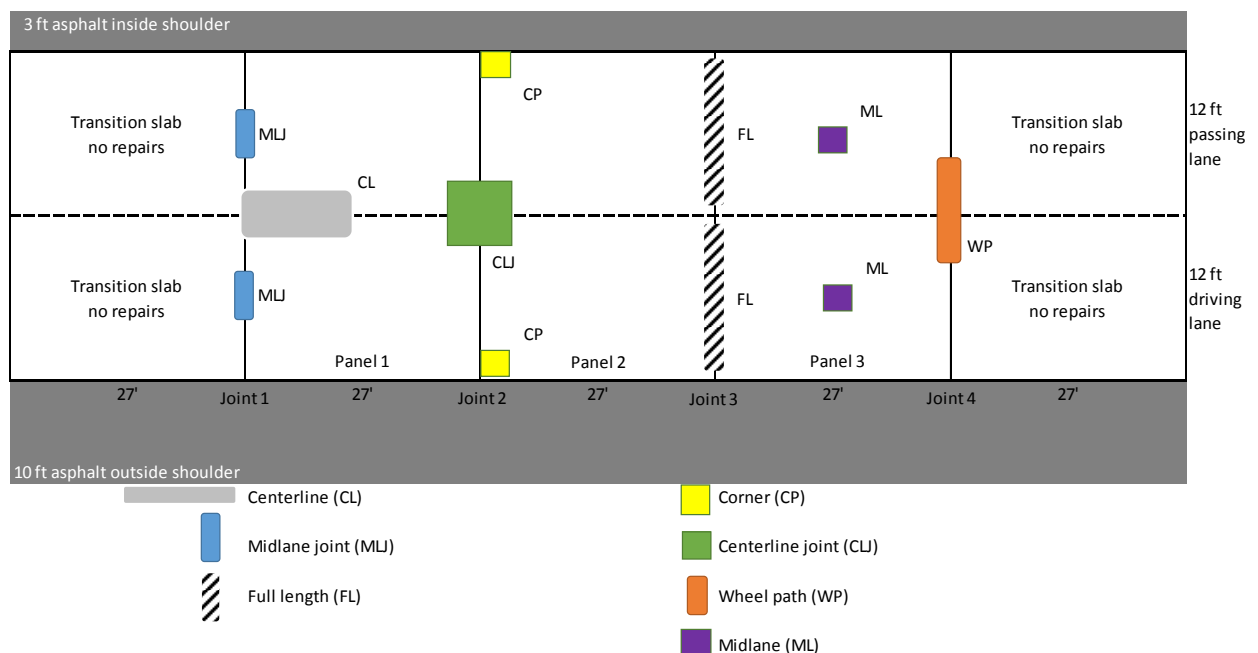 3 ft asphalt inside shoulder
Transition slab
no repairs
MLJ
CL
CP
CLJ
FL
ML
Transition slab
no repairs
12 ft
passing
lane
Transition slab
no repairs
MLJ
CP
FL
ML
WP
Transition slab
no repairs
12 ft
driving
lane
Panel 1
Panel 2
Panel 3
27'
Joint 1
27'
Joint 2
27'
Joint 3
27'
Joint 4
27'
10 ft asphalt outside shoulder
Centerline (CL)
Midlane joint (MLJ)
Full length (FL)
Corner (CP)
Centerline joint (CLJ)
Wheel path (WP)
Midlane (ML)